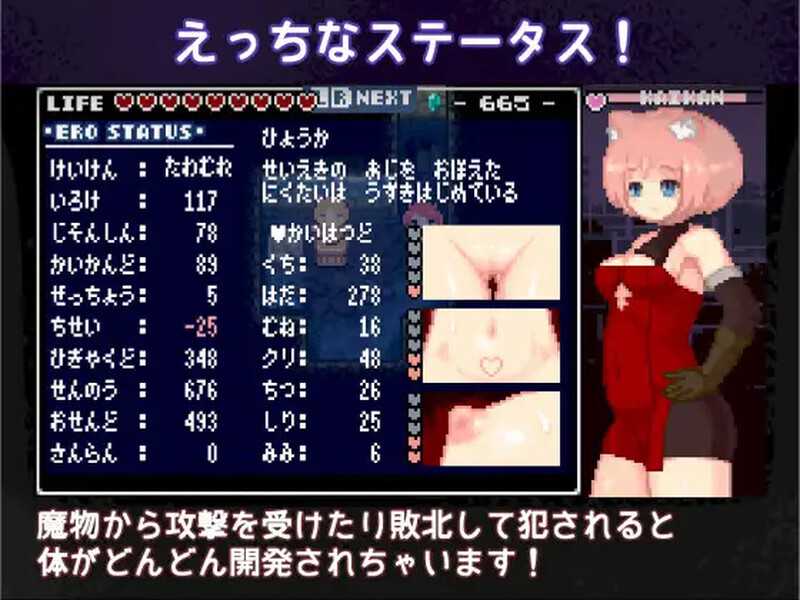 えっちなステータス!
LIFE
L R NEXT
- 665 -
KAIKAN
・ERO STATUS・
けいけん : たわむれ
いろけ : 117
じそんしん: 78
かいかんど: 89
ぜっちょう: 5
ちせい : -25
ひぎゃくど: 348
せんのう : 676
おせんど : 493
さんらん : 0
ひょうか
せいえきの あじを おぼえた
にくたいは うずきはじめている
♥かいはつど
くち: 38
はだ: 278
むね: 16
クリ: 48
ちつ: 26
しり: 25
みみ: 6
魔物から攻撃を受けたり敗北して犯されると
体がどんどん開発されちゃいます!